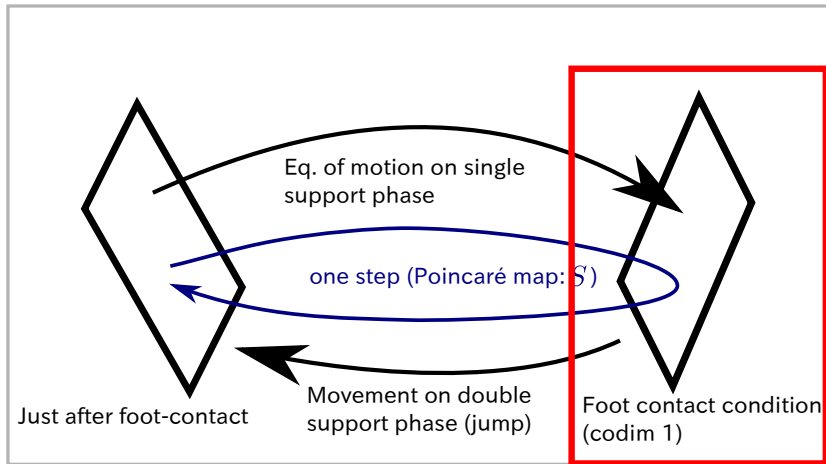 Eq. of motion on single
support phase
one step (Poincaré map: S )
Movement on double
support phase (jump)
Just after foot-contact
Foot contact condition
(codim 1)